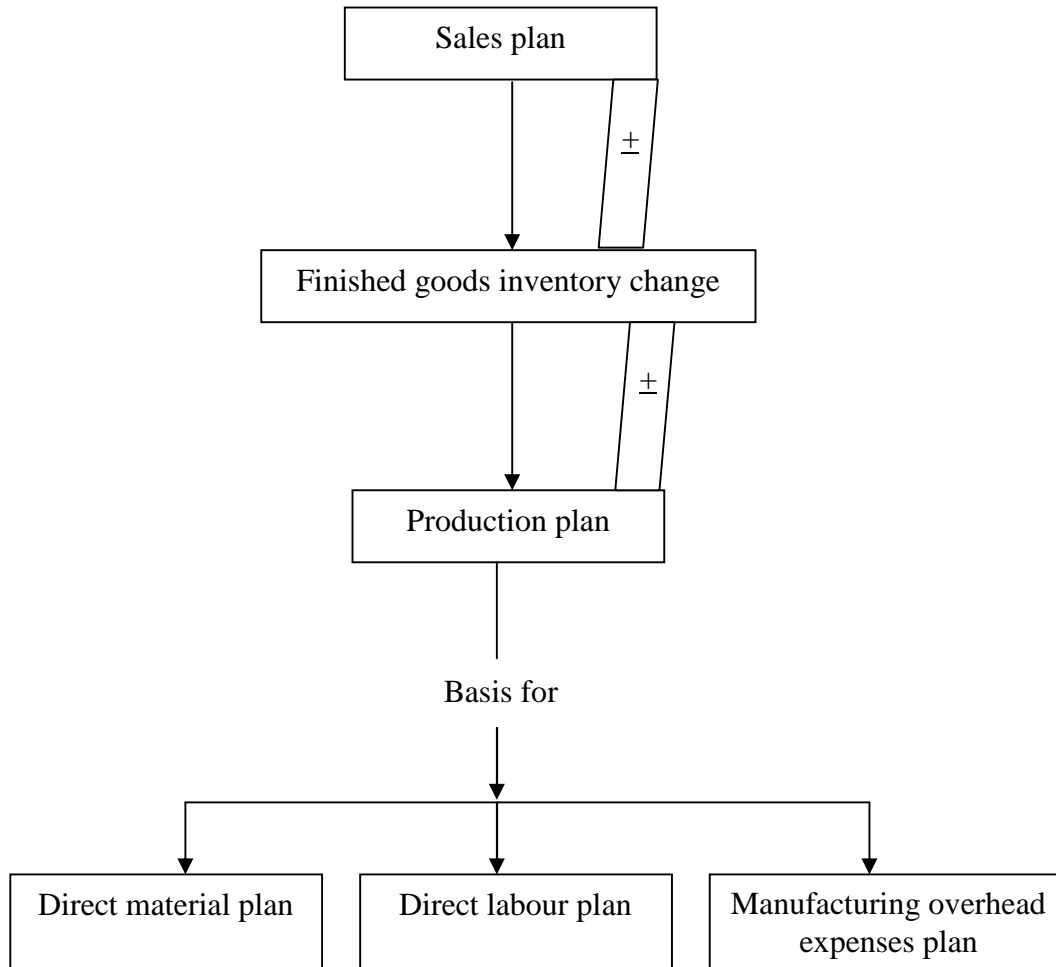 Sales plan
±
Finished goods inventory change
±
Production plan
Basis for
Direct material plan
Direct labour plan
Manufacturing overhead
expenses plan